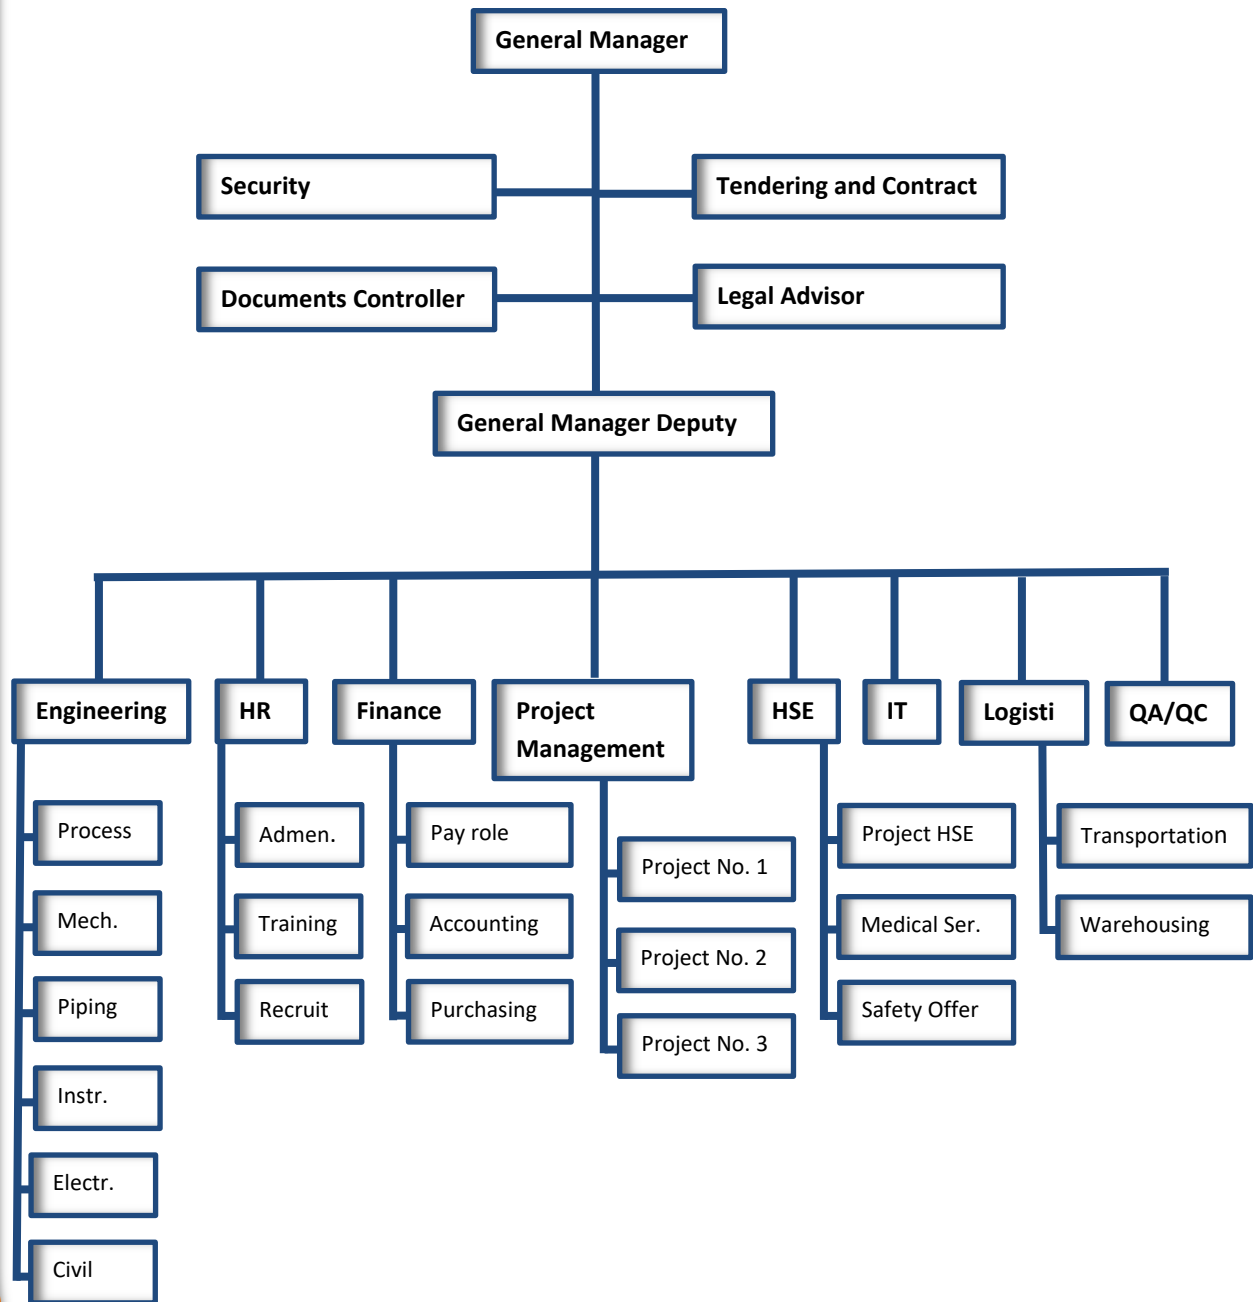 General Manager
Security
Tendering and Contract
Documents Controller
Legal Advisor
General Manager Deputy
Engineering
HR
Finance
Project
Management
HSE
IT
Logisti
QA/QC
Process
Mech.
Piping
Instr.
Electr.
Civil
Admen.
Training
Recruit
Pay role
Accounting
Purchasing
Project No. 1
Project No. 2
Project No. 3
Project HSE
Medical Ser.
Safety Offer
Transportation
Warehousing